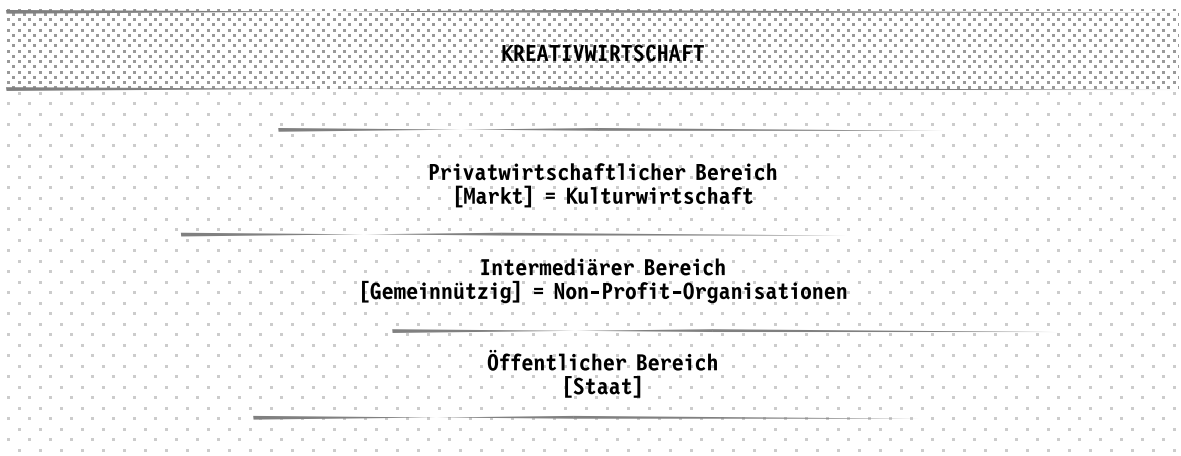 KREATIVWIRTSCHAFT
Privatwirtschaftlicher Bereich
[Markt] = Kulturwirtschaft
Intermediärer Bereich
[Gemeinnützig] = Non-Profit-Organisationen
Öffentlicher Bereich
[Staat]